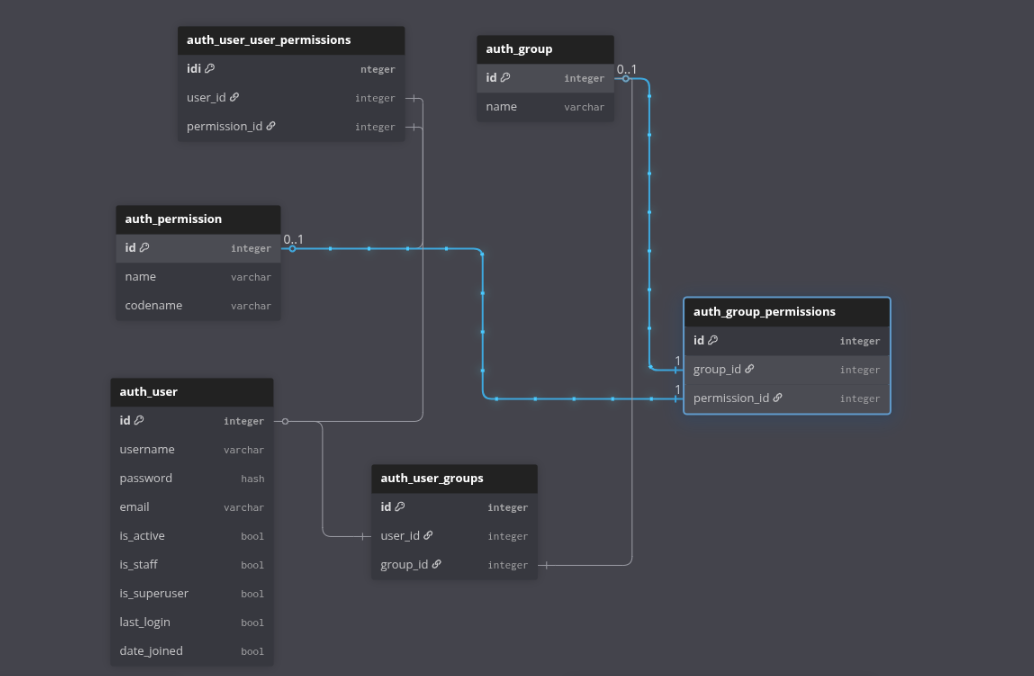 auth_user_user_permissions
idi nteger
user_id integer
permission_id integer
auth_group
id integer
name varchar
0..1
auth_permission
id integer
name varchar
codename varchar
0..1
auth_group_permissions
id integer
group_id integer
permission_id integer
1
1
auth_user
id integer
username varchar
password hash
email varchar
is_active bool
is_staff bool
is_superuser bool
last_login bool
date_joined bool
auth_user_groups
id integer
user_id integer
group_id integer